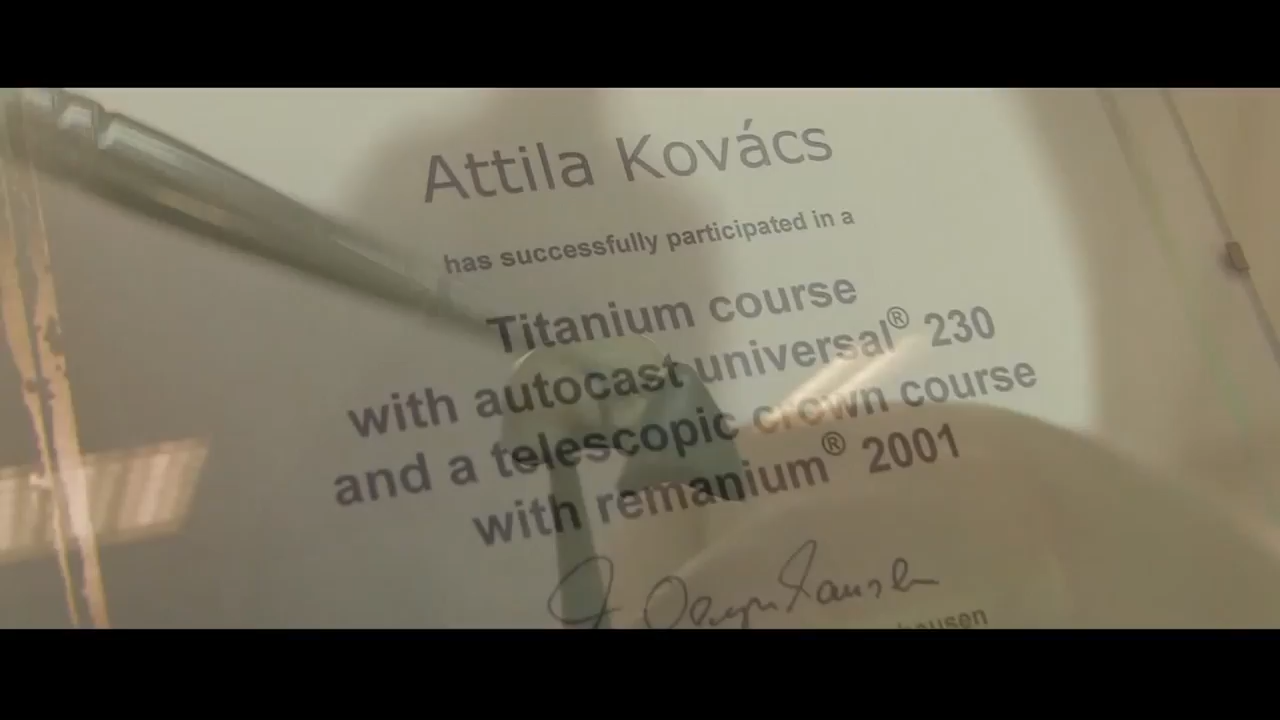 Attila Kovács
has successfully participated in a
Titanium course
with autocast universal® 230
and a telescopic crown course
with remanium® 2001